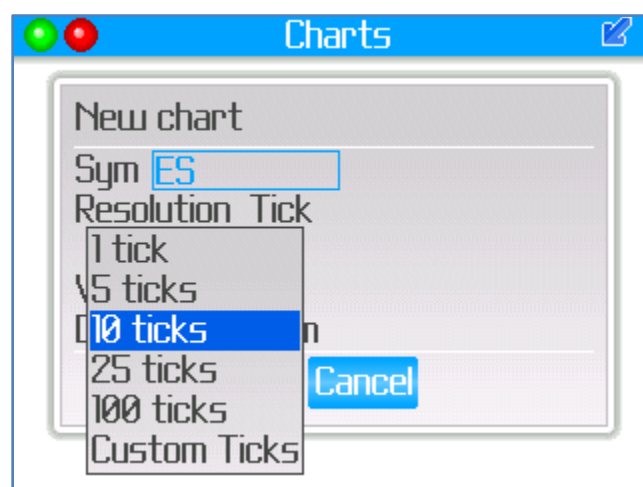 Charts
New chart
Sym ES
Resolution Tick
1 tick
5 ticks
10 ticks
25 ticks
Cancel
100 ticks
Custom Ticks